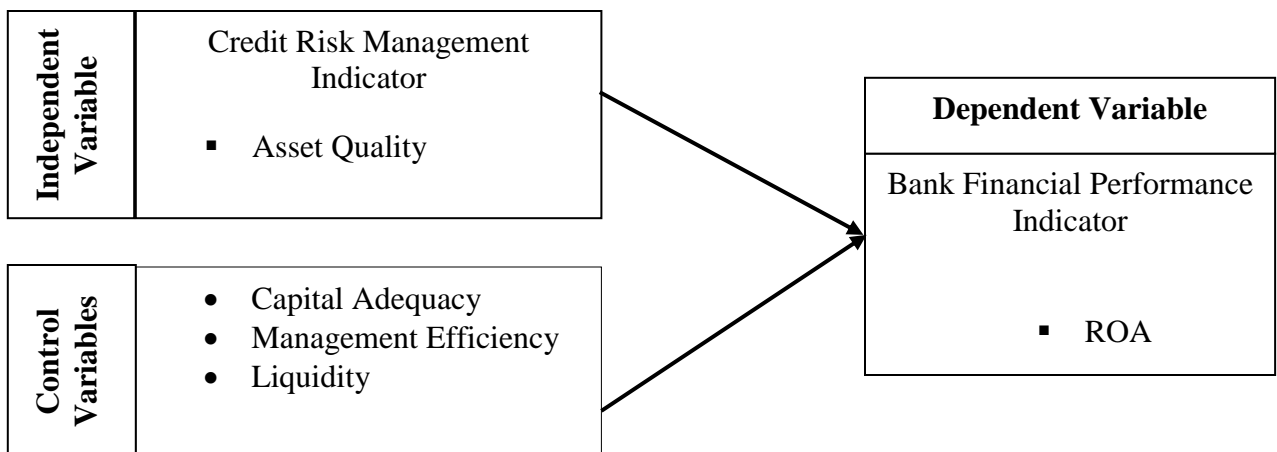 Independent
Variable
Credit Risk Management
Indicator
▪ Asset Quality
Control
Variables
• Capital Adequacy
• Management Efficiency
• Liquidity
Dependent Variable
Bank Financial Performance
Indicator
▪ ROA